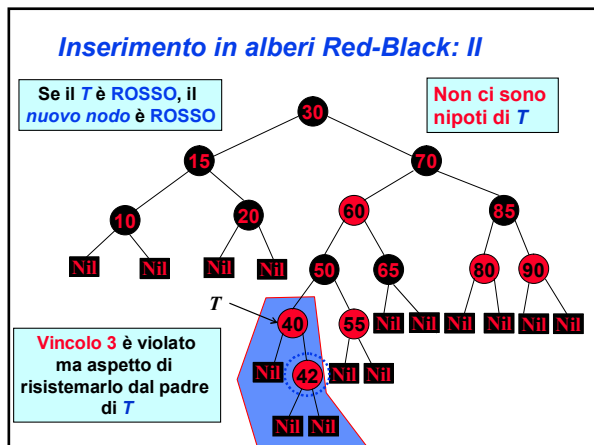 Inserimento in alberi Red-Black: II
Se il T è ROSSO, il
nuovo nodo è ROSSO
Non ci sono
nipoti di T
30
15
70
10
20
60
85
Nil
Nil
Nil
Nil
50
65
80
90
T
40
55
Nil
Nil
Nil
Nil
Nil
Nil
Vincolo 3 è violato
ma aspetto di
risistemarlo dal padre
di T
Nil
42
Nil
Nil
Nil
Nil